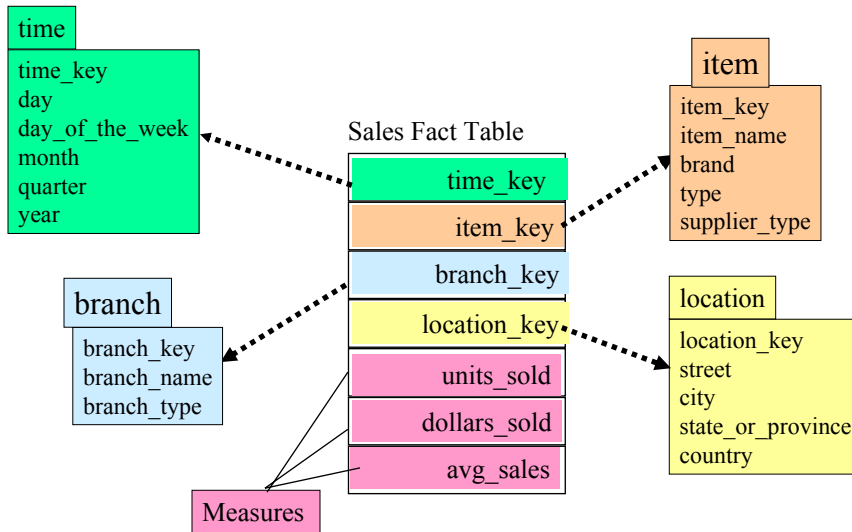 time
time_key
day
day_of_the_week
month
quarter
year
item
item_key
item_name
brand
type
supplier_type
Sales Fact Table
time_key
item_key
branch_key
location_key
units_sold
dollars_sold
avg_sales
branch
branch_key
branch_name
branch_type
location
location_key
street
city
state_or_province
country
Measures